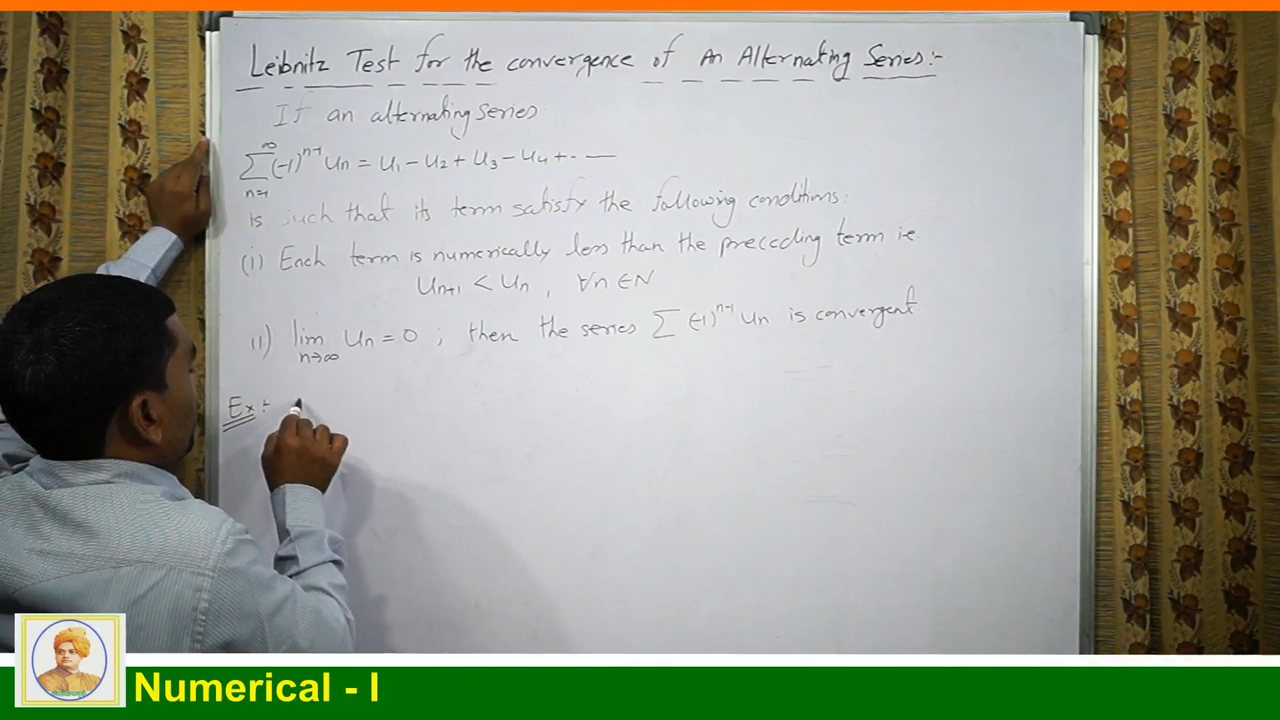 Leibnitz Test for the convergence of An Alternating Series:-
If an alternating series
∑_{n=1}^{∞} (-1)^{n-1} Un = U1 - U2 + U3 - U4 + - - —
is such that its term satisfy the following conditions:
(i) Each term is numerically less than the preceding term i.e.
Un+1 < Un , ∀n ∈ N
ii) lim_{n→∞} Un = 0 ; then the series ∑ (-1)^{n-1} Un is convergent.
Ex :-
Numerical - I